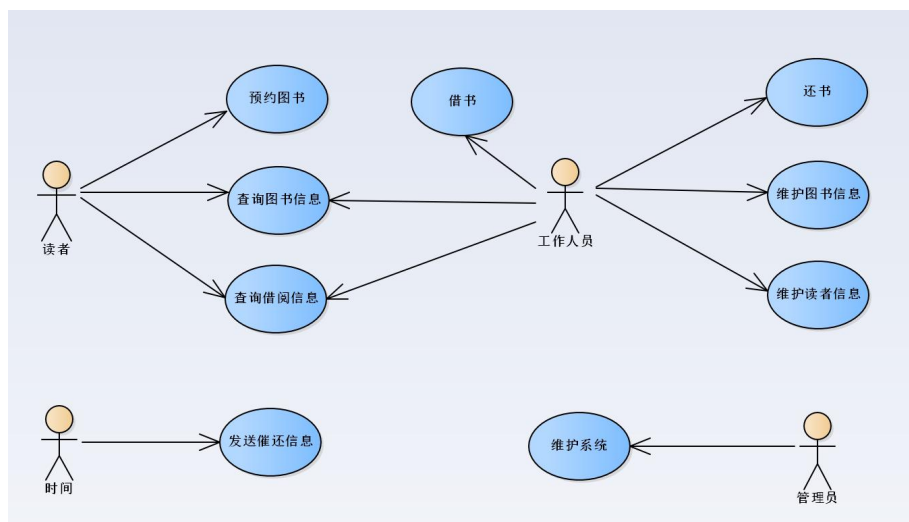 预约图书
借书
还书
查询图书信息
维护图书信息
读者
工作人员
查询借阅信息
维护读者信息
发送催还信息
维护系统
时间
管理员